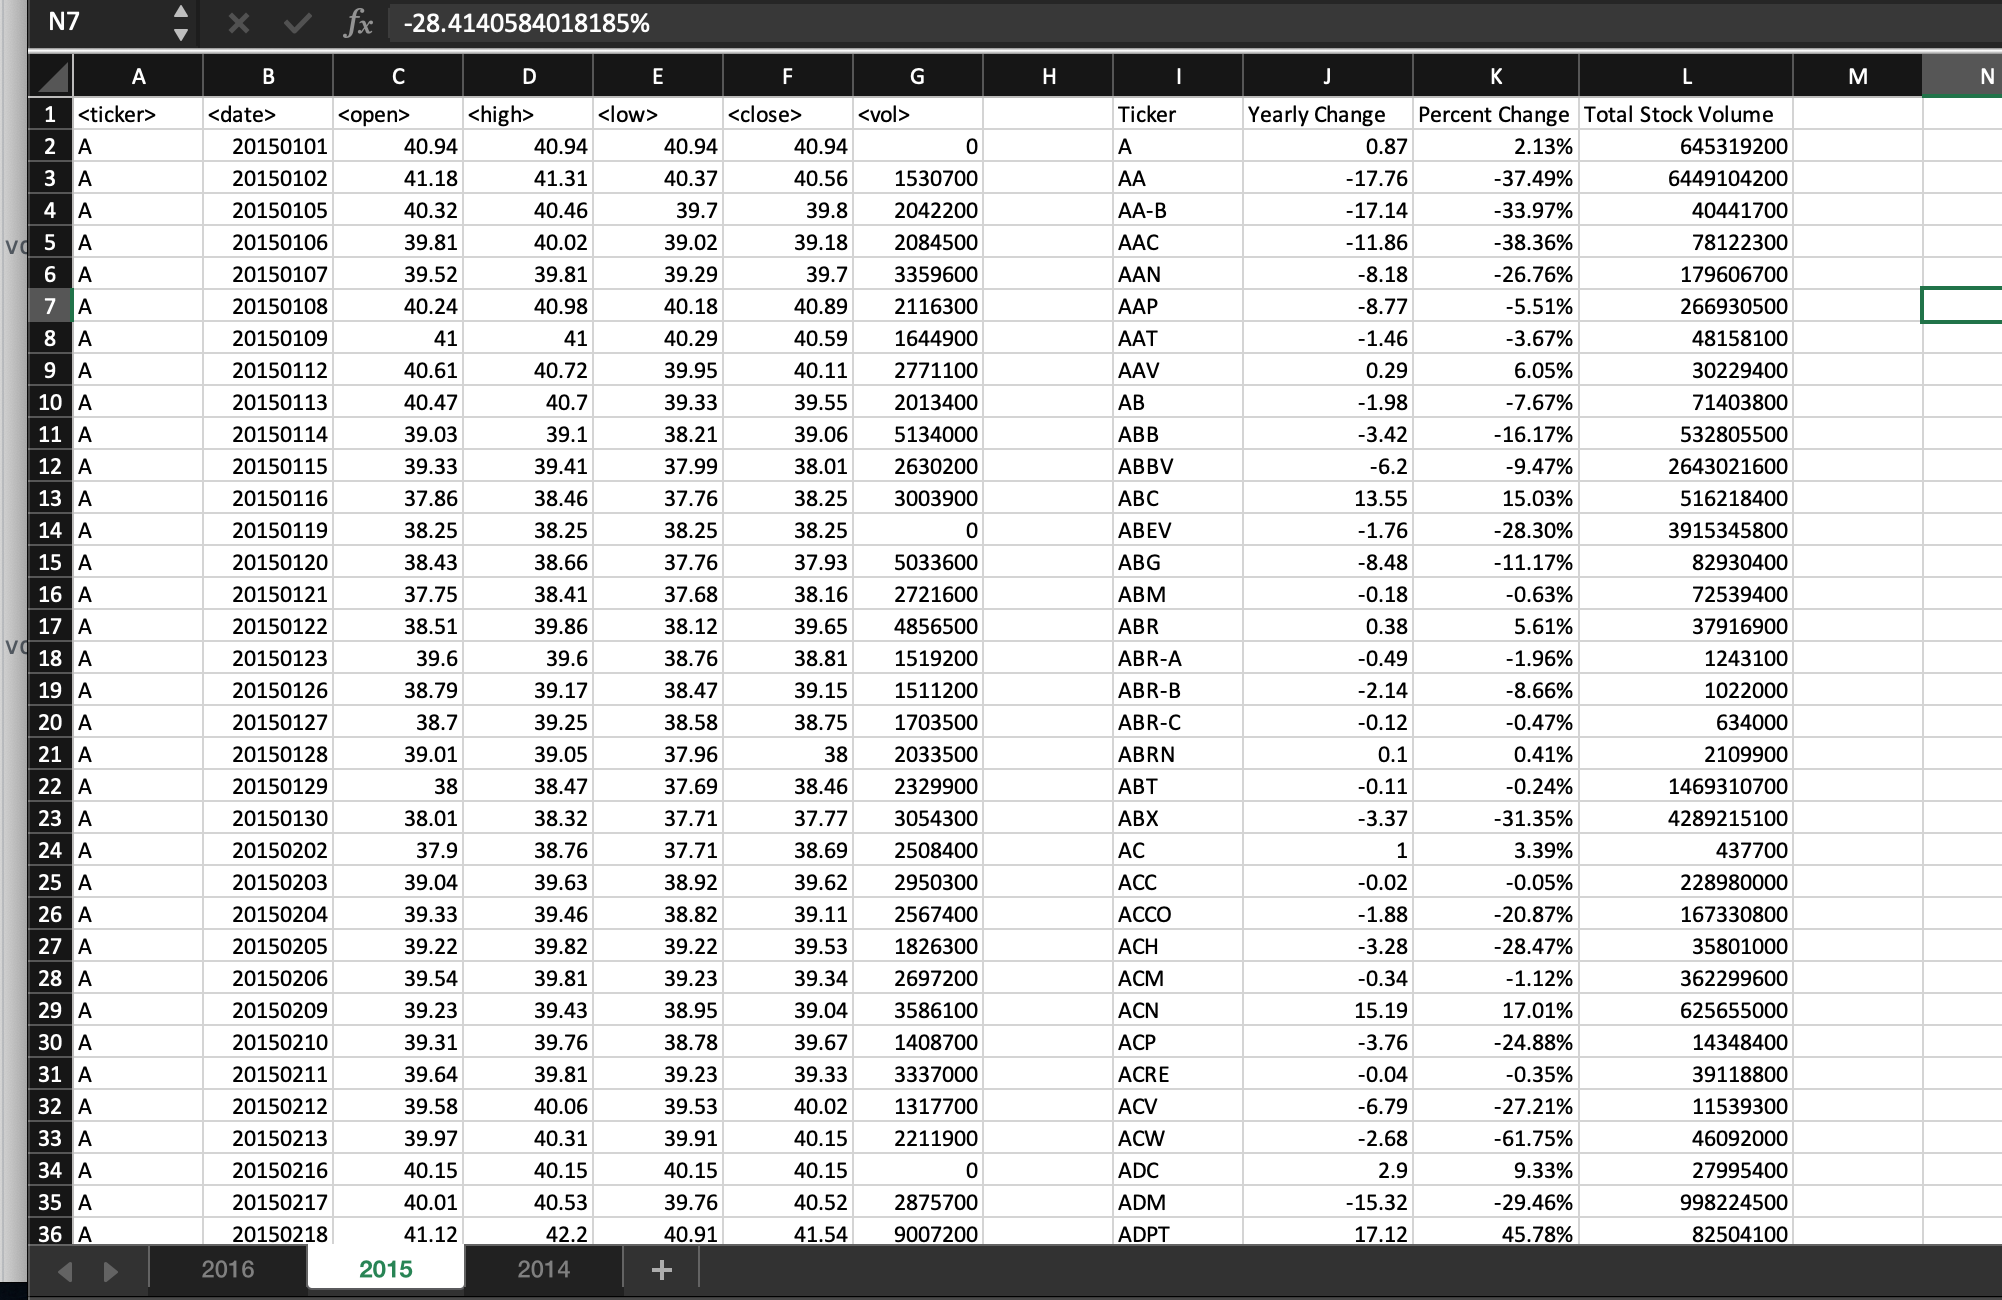 N7 fx -28.4140584018185%
A B C D E F G H I J K L M N
1 <ticker> <date> <open> <high> <low> <close> <vol> Ticker Yearly Change Percent Change Total Stock Volume
2 A 20150101 40.94 40.94 40.94 40.94 0 A 0.87 2.13% 645319200
3 A 20150102 41.18 41.31 40.37 40.56 1530700 AA -17.76 -37.49% 6449104200
4 A 20150105 40.32 40.46 39.7 39.8 2042200 AA-B -17.14 -33.97% 40441700
5 A 20150106 39.81 40.02 39.02 39.18 2084500 AAC -11.86 -38.36% 78122300
6 A 20150107 39.52 39.81 39.29 39.7 3359600 AAN -8.18 -26.76% 179606700
7 A 20150108 40.24 40.98 40.18 40.89 2116300 AAP -8.77 -5.51% 266930500
8 A 20150109 41 41 40.29 40.59 1644900 AAT -1.46 -3.67% 48158100
9 A 20150112 40.61 40.72 39.95 40.11 2771100 AAV 0.29 6.05% 30229400
10 A 20150113 40.47 40.7 39.33 39.55 2013400 AB -1.98 -7.67% 71403800
11 A 20150114 39.03 39.1 38.21 39.06 5134000 ABB -3.42 -16.17% 532805500
12 A 20150115 39.33 39.41 37.99 38.01 2630200 ABBV -6.2 -9.47% 2643021600
13 A 20150116 37.86 38.46 37.76 38.25 3003900 ABC 13.55 15.03% 516218400
14 A 20150119 38.25 38.25 38.25 38.25 0 ABEV -1.76 -28.30% 3915345800
15 A 20150120 38.43 38.66 37.76 37.93 5033600 ABG -8.48 -11.17% 82930400
16 A 20150121 37.75 38.41 37.68 38.16 2721600 ABM -0.18 -0.63% 72539400
17 A 20150122 38.51 39.86 38.12 39.65 4856500 ABR 0.38 5.61% 37916900
18 A 20150123 39.6 39.6 38.76 38.81 1519200 ABR-A -0.49 -1.96% 1243100
19 A 20150126 38.79 39.17 38.47 39.15 1511200 ABR-B -2.14 -8.66% 1022000
20 A 20150127 38.7 39.25 38.58 38.75 1703500 ABR-C -0.12 -0.47% 634000
21 A 20150128 39.01 39.05 37.96 38 2033500 ABRN 0.1 0.41% 2109900
22 A 20150129 38 38.47 37.69 38.46 2329900 ABT -0.11 -0.24% 1469310700
23 A 20150130 38.01 38.32 37.71 37.77 3054300 ABX -3.37 -31.35% 4289215100
24 A 20150202 37.9 38.76 37.71 38.69 2508400 AC 1 3.39% 437700
25 A 20150203 39.04 39.63 38.92 39.62 2950300 ACC -0.02 -0.05% 228980000
26 A 20150204 39.33 39.46 38.82 39.11 2567400 ACCO -1.88 -20.87% 167330800
27 A 20150205 39.22 39.82 39.22 39.53 1826300 ACH -3.28 -28.47% 35801000
28 A 20150206 39.54 39.81 39.23 39.34 2697200 ACM -0.34 -1.12% 362299600
29 A 20150209 39.23 39.43 38.95 39.04 3586100 ACN 15.19 17.01% 625655000
30 A 20150210 39.31 39.76 38.78 39.67 1408700 ACP -3.76 -24.88% 14348400
31 A 20150211 39.64 39.81 39.23 39.33 3337000 ACRE -0.04 -0.35% 39118800
32 A 20150212 39.58 40.06 39.53 40.02 1317700 ACV -6.79 -27.21% 11539300
33 A 20150213 39.97 40.31 39.91 40.15 2211900 ACW -2.68 -61.75% 46092000
34 A 20150216 40.15 40.15 40.15 40.15 0 ADC 2.9 9.33% 27995400
35 A 20150217 40.01 40.53 39.76 40.52 2875700 ADM -15.32 -29.46% 998224500
36 A 20150218 41.12 42.2 40.91 41.54 9007200 ADPT 17.12 45.78% 82504100
2016 2015 2014 +